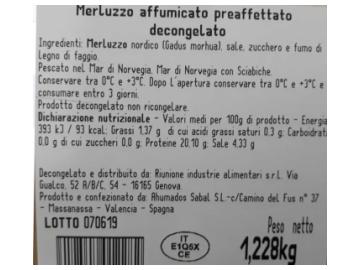 Merluzzo affumicato preaffettato
decongelato
Ingredienti: Merluzzo nordico (Gadus morhua), sale, zucchero e fumo di
Legno di faggio.
Pescato nel Mar di Norvegia, Mar di Norvegia con Sciabiche.
Conservare tra 0°C e +3°C. Dopo L'apertura conservare tra 0°C e +3°C e
consumare entro 3 giorni.
Prodotto decongelato non ricongelare.
Dichiarazione nutrizionale - Valori medi per 100g di prodotto - Energia
393 kJ / 93 kcal; Grassi 1,37 g di cui acidi grassi saturi 0.3 g; Carboidrat
0,0 g di cui zuccheri 0,0 g; Proteine 20,10 g; Sale 4,33 g
Decongelato e distribuito da: Riunione industrie alimentari s.r.l. Via
Gualco, 52 A/B/C, 54 - 16165 Genova.
Prodotto e confezionato da: Ahumados Sabal S.L.-c/Camino del Fus n° 37
- Massanassa - Valencia - Spagna
LOTTO 070619
Peso netto
IT
E1Q5X
CE
1,228kg